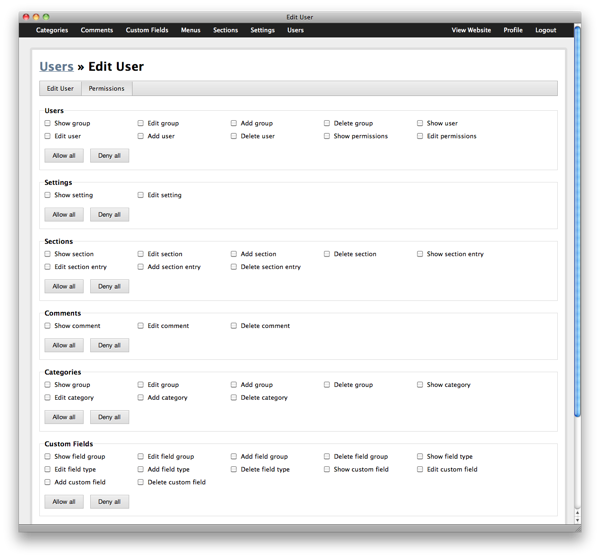 Edit User
Categories Comments Custom Fields Menus Sections Settings Users View Website Profile Logout
Users » Edit User
Edit User Permissions
Users
Show group Edit group Add group Delete group Show user
Edit user Add user Delete user Show permissions Edit permissions
Allow all Deny all
Settings
Show setting Edit setting
Allow all Deny all
Sections
Show section Edit section Add section Delete section Show section entry
Edit section entry Add section entry Delete section entry
Allow all Deny all
Comments
Show comment Edit comment Delete comment
Allow all Deny all
Categories
Show group Edit group Add group Delete group Show category
Edit category Add category Delete category
Allow all Deny all
Custom Fields
Show field group Edit field group Add field group Delete field group Show field type
Edit field type Add field type Delete field type Show custom field Edit custom field
Add custom field Delete custom field
Allow all Deny all